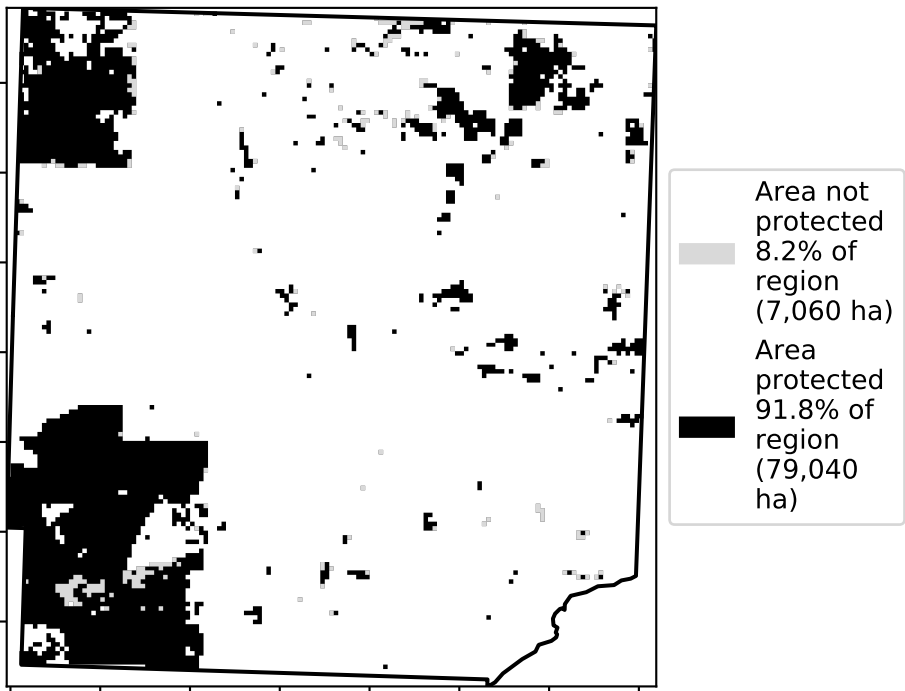 Area not
protected
8.2% of
region
(7,060 ha)
Area
protected
91.8% of
region
(79,040
ha)